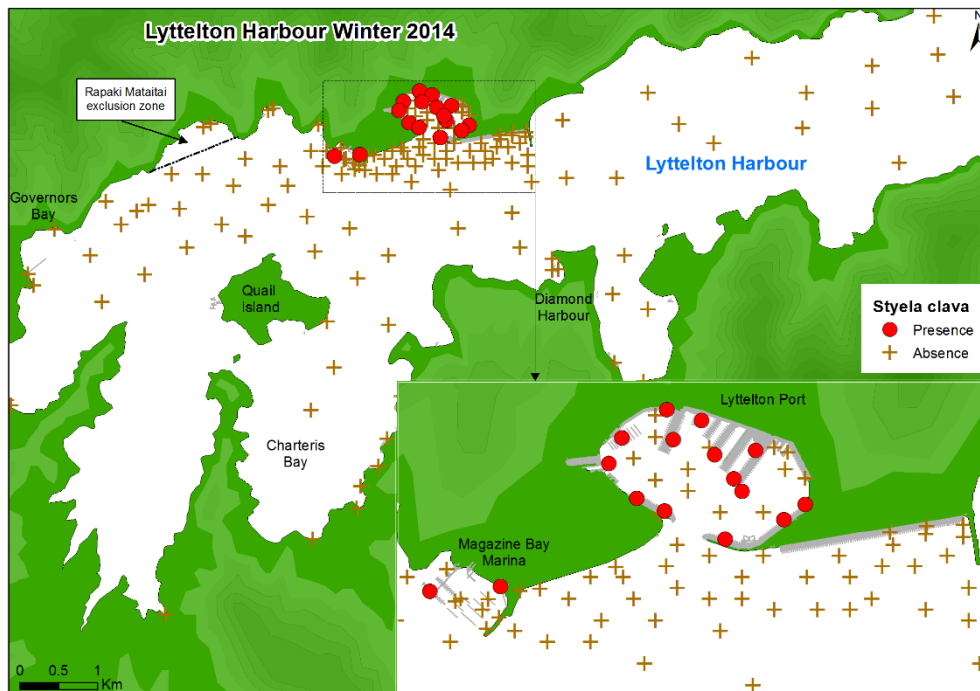 Lyttelton Harbour Winter 2014
N
Rapaki Mataitai
exclusion zone
Lyttelton Harbour
Governors
Bay
Quail
Island
Diamond
Harbour
Styela clava
Presence
Absence
Charteris
Bay
Lyttelton Port
Magazine Bay
Marina
0 0.5 1
Km